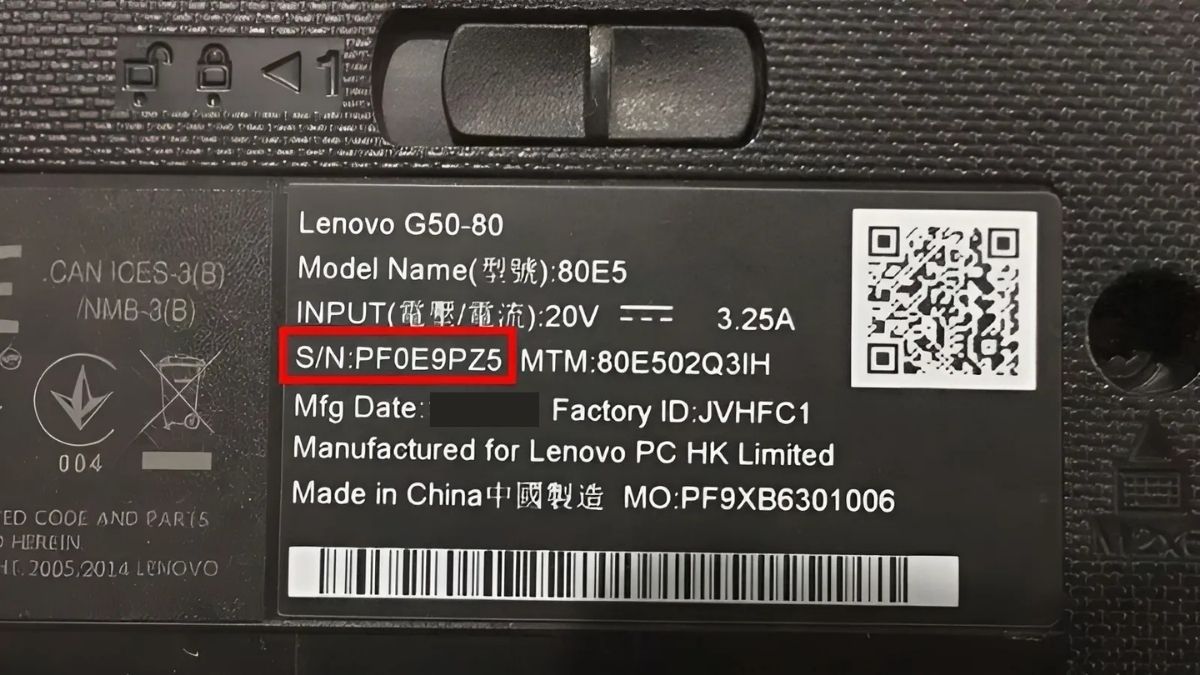 1
Lenovo G50-80
Model Name(型號):80E5
INPUT(電壓/電流):20V ⎓ 3.25A
S/N:PF0E9PZ5 MTM:80E502Q3IH
Mfg Date: Factory ID:JVHFC1
Manufactured for Lenovo PC HK Limited
Made in China中國製造 MO:PF9XB6301006
CAN ICES-3(B)
/NMB-3(B)
004
ED CODE AND PARTS
HEREIN
2005,2014 LENOVO